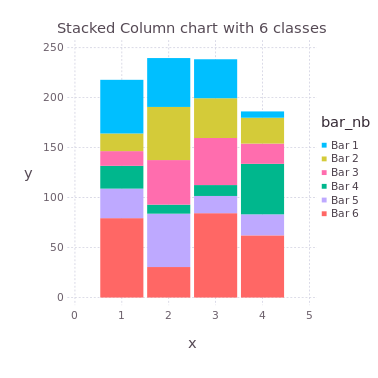 Stacked Column chart with 6 classes
250
200
150
100
50
0
y
0 1 2 3 4 5
x
bar_nb
Bar 1
Bar 2
Bar 3
Bar 4
Bar 5
Bar 6